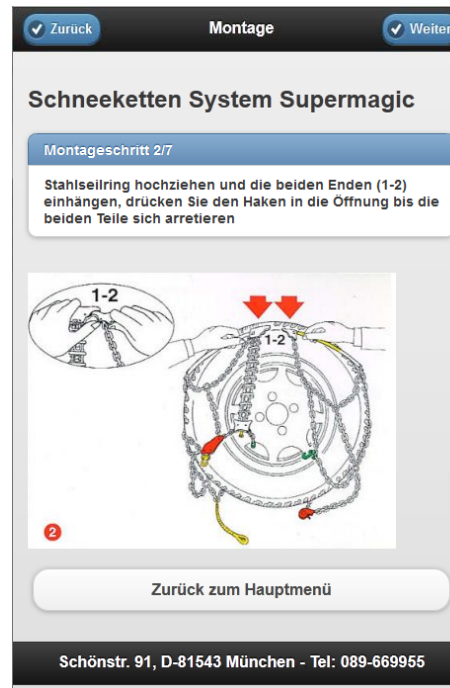 Zurück
Montage
Weiter
Schneeketten System Supermagic
Montageschritt 2/7
Stahlseilring hochziehen und die beiden Enden (1-2)
einhängen, drücken Sie den Haken in die Öffnung bis die
beiden Teile sich arretieren
1-2
1-2
2
Zurück zum Hauptmenü
Schönstr. 91, D-81543 München - Tel: 089-669955